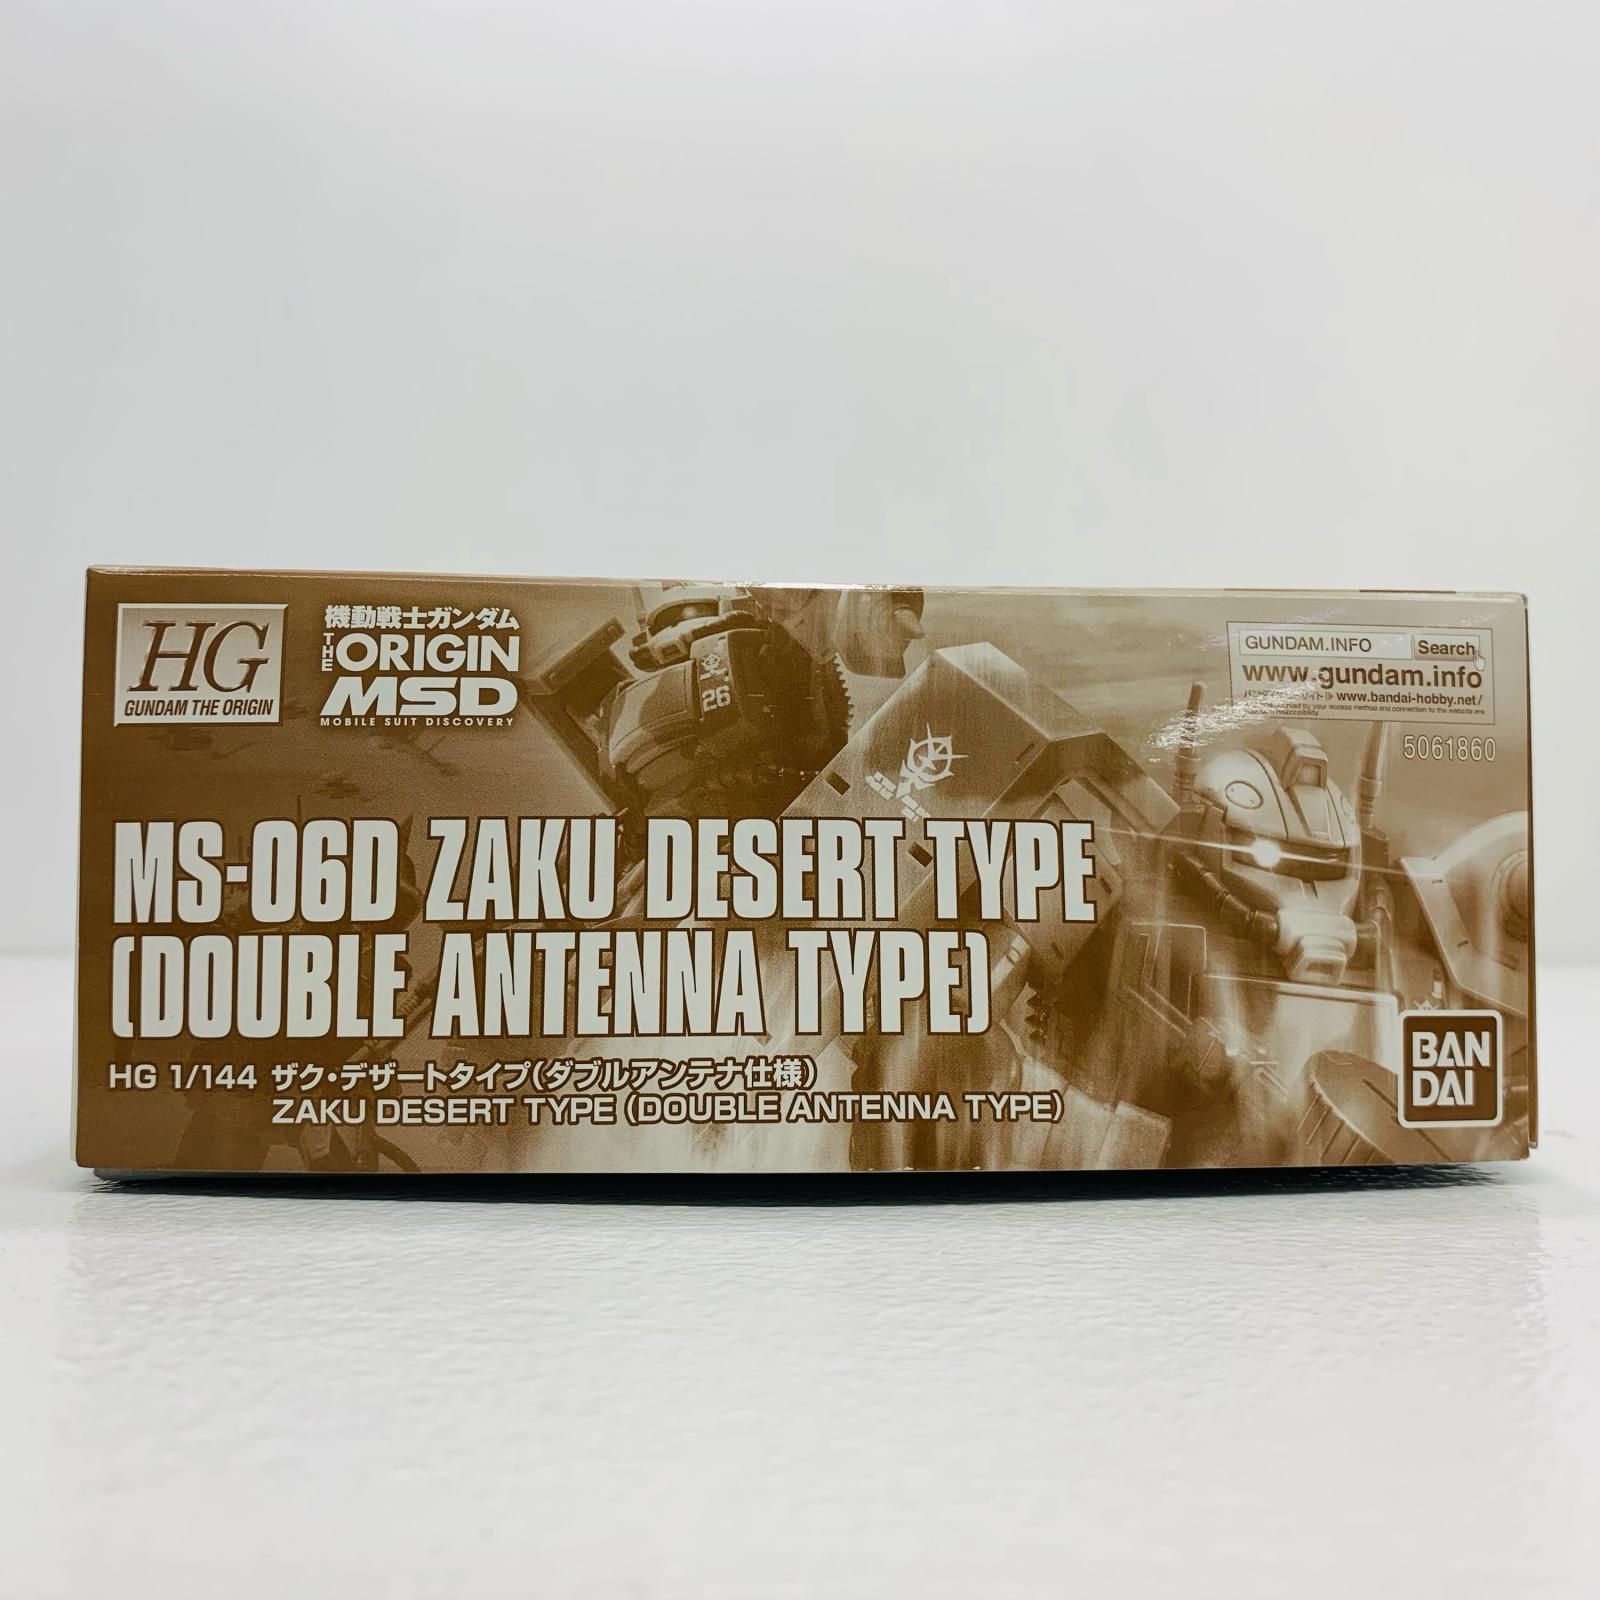 HG
GUNDAM THE ORIGIN
機動戦士ガンダム
THE ORIGIN
MSD
MOBILE SUIT DISCOVERY
26
GUNDAM.INFO Search
www.gundam.info
www.bandai-hobby.net/
5061860
MS-06D ZAKU DESERT TYPE
(DOUBLE ANTENNA TYPE)
HG 1/144 ザク・デザートタイプ(ダブルアンテナ仕様)
ZAKU DESERT TYPE (DOUBLE ANTENNA TYPE)
BAN
DAI